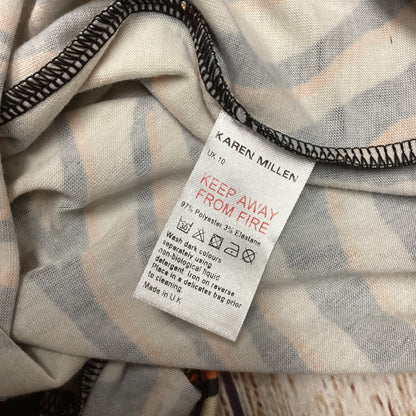 KAREN MILLEN
UK 10
KEEP AWAY
FROM FIRE
97% Polyester 3% Elastane
Wash dark colours
separately using
non-biological liquid
detergent. Iron on reverse
Place in a delicates bag prior
to cleaning
Made in U.K